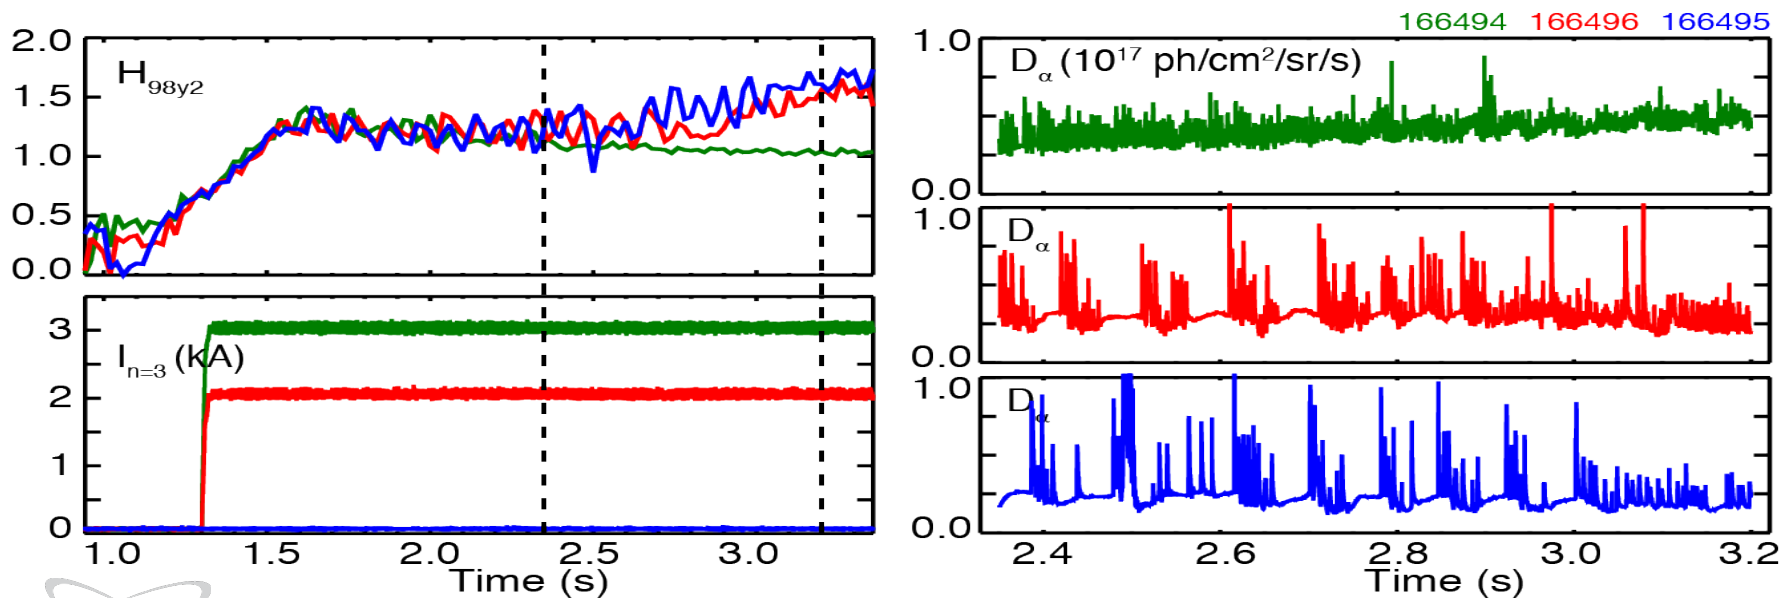 166494 166496 166495
2.0
1.5
1.0
0.5
0.0
H98y2
3
2
1
0
In=3 (kA)
1.0 1.5 2.0 2.5 3.0
Time (s)
1.0
0.0
Dα (10¹⁷ ph/cm²/sr/s)
1.0
0.0
Dα
1.0
0.0
Dα
2.4 2.6 2.8 3.0 3.2
Time (s)